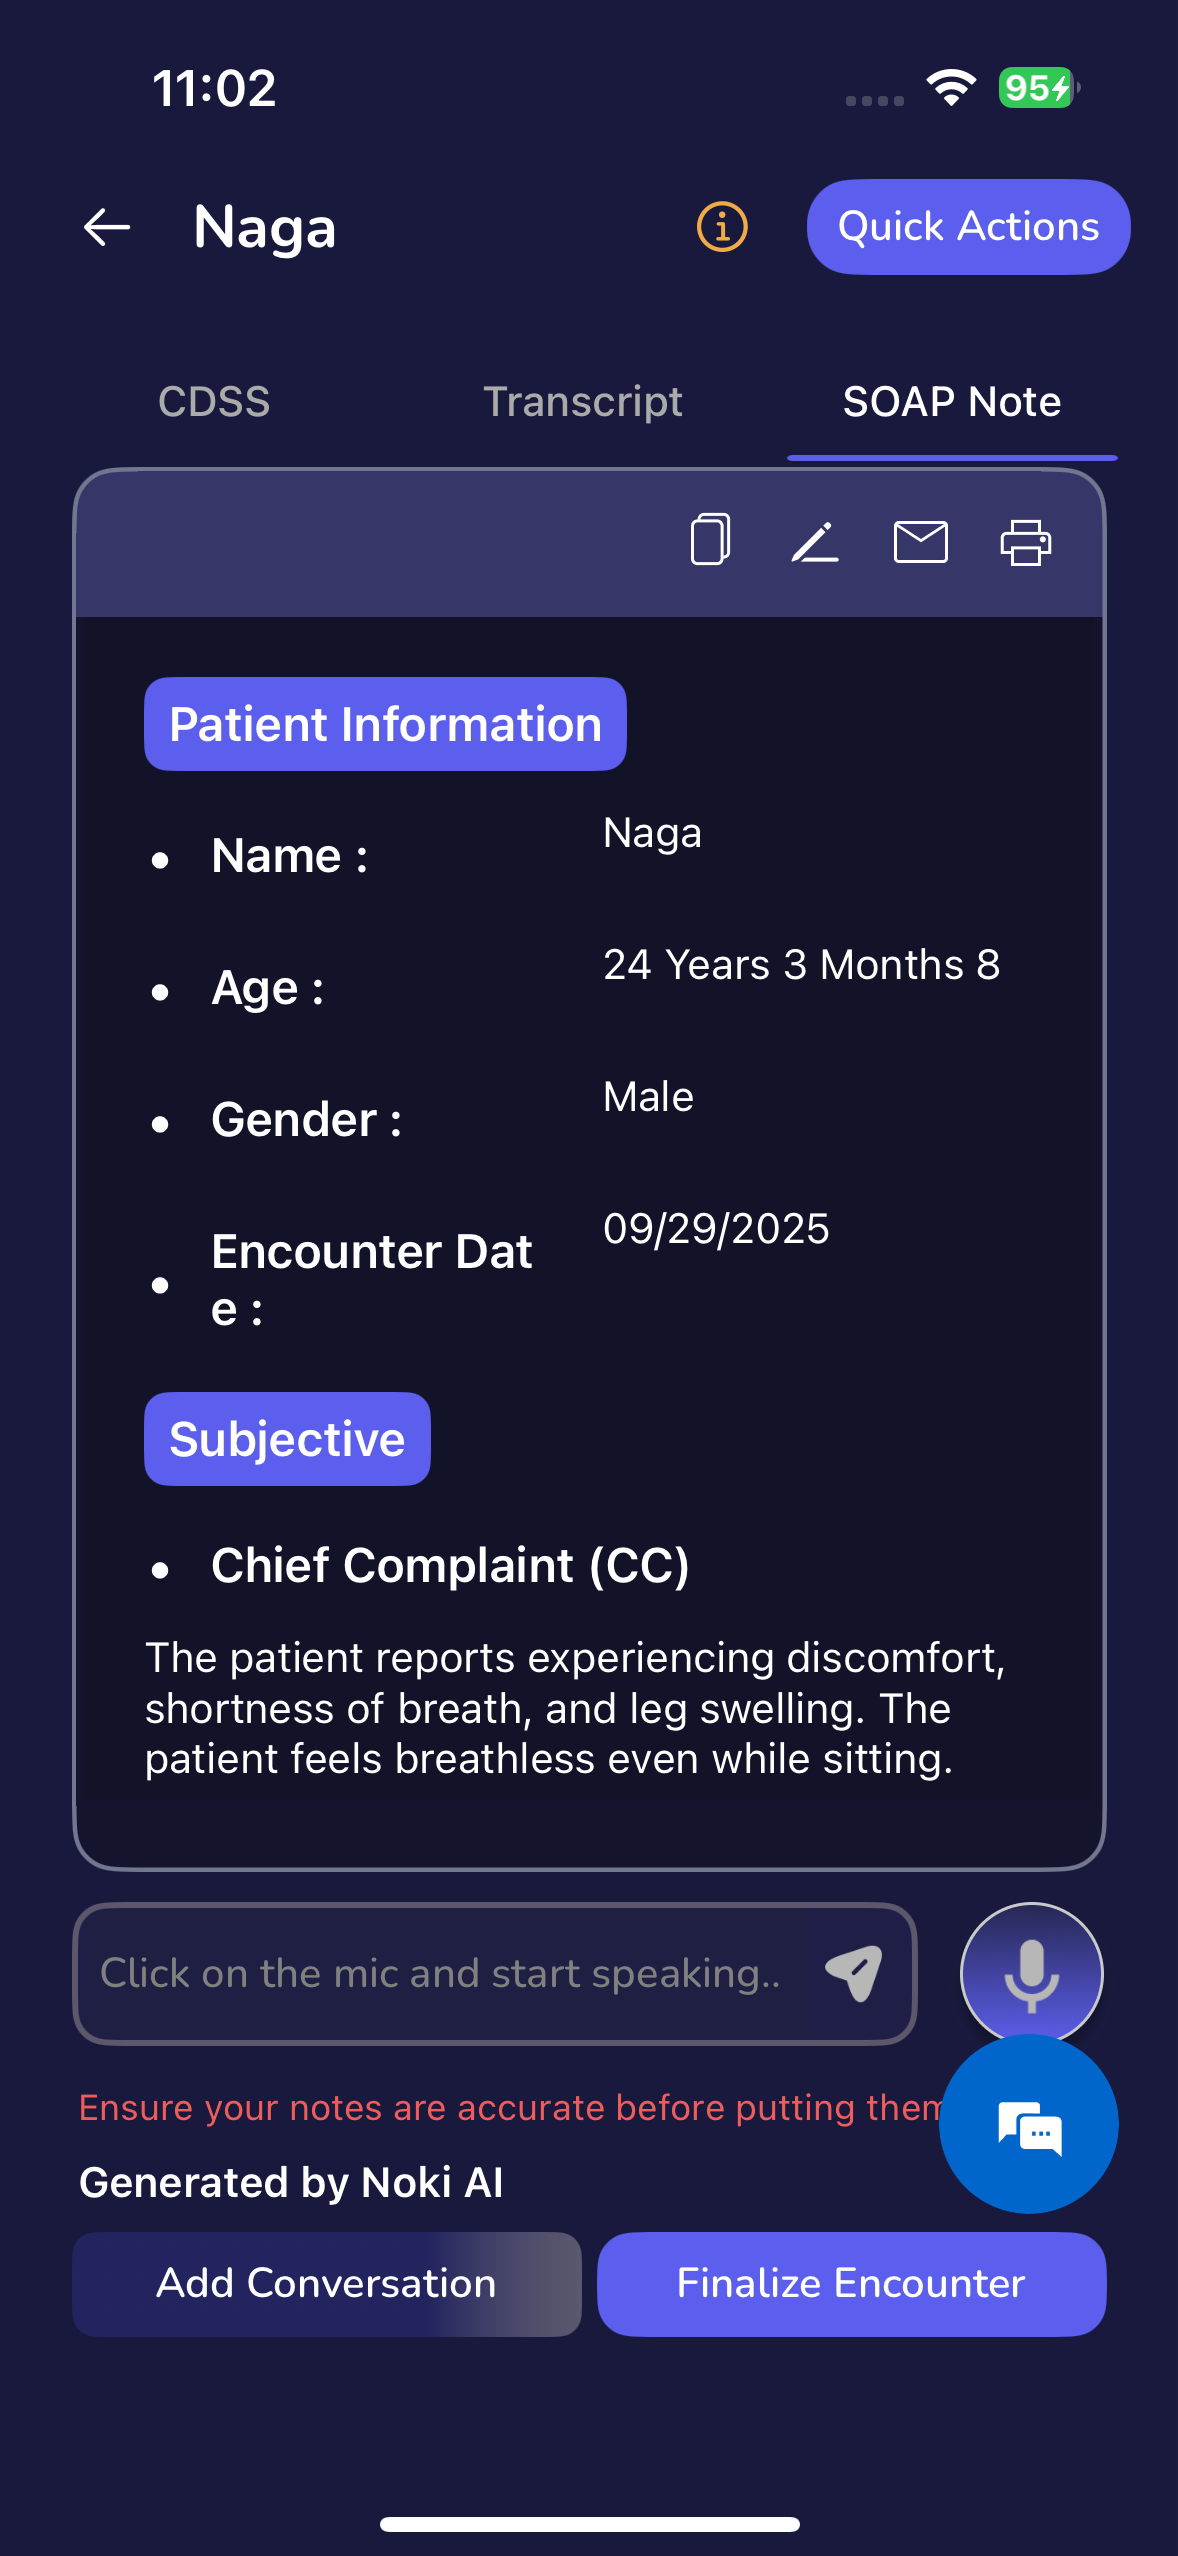 11:02
95
Naga
Quick Actions
CDSS
Transcript
SOAP Note
Patient Information
Name :
Naga
Age :
24 Years 3 Months 8
Gender :
Male
Encounter Dat
e :
09/29/2025
Subjective
Chief Complaint (CC)
The patient reports experiencing discomfort,
shortness of breath, and leg swelling. The
patient feels breathless even while sitting.
Click on the mic and start speaking..
Ensure your notes are accurate before putting them
Generated by Noki AI
Add Conversation
Finalize Encounter